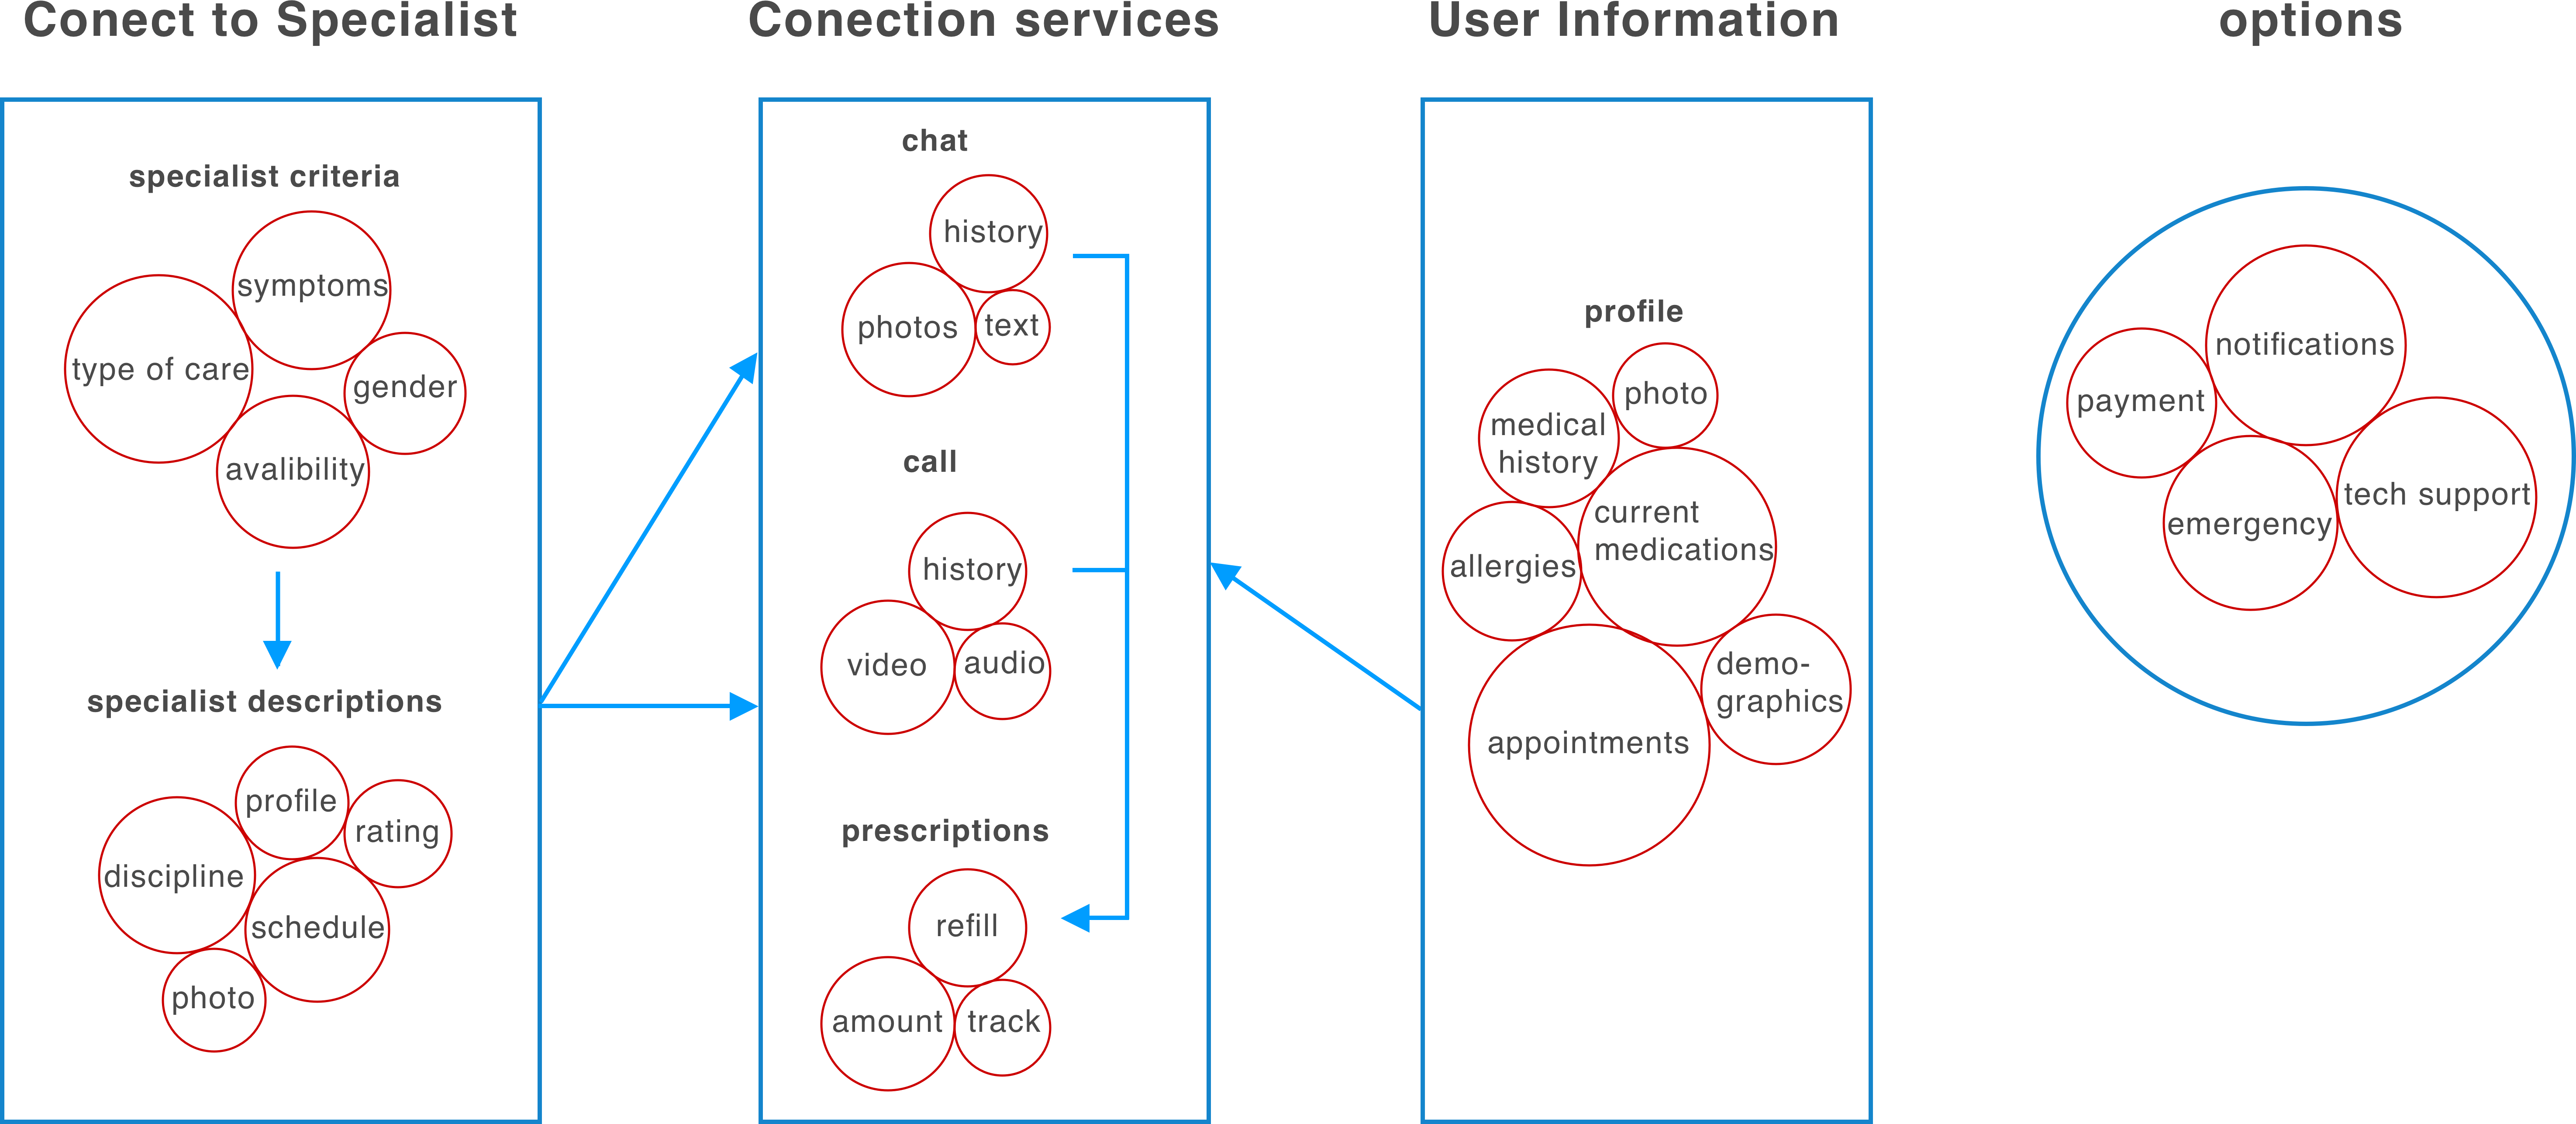 Conect to Specialist
Conection services
User Information
options
specialist criteria
symptoms
type of care
gender
avalibility
specialist descriptions
profile
rating
discipline
schedule
photo
chat
history
photos
text
call
history
video
audio
prescriptions
refill
amount
track
profile
photo
medical
history
current
medications
allergies
demo-
graphics
appointments
notifications
payment
tech support
emergency